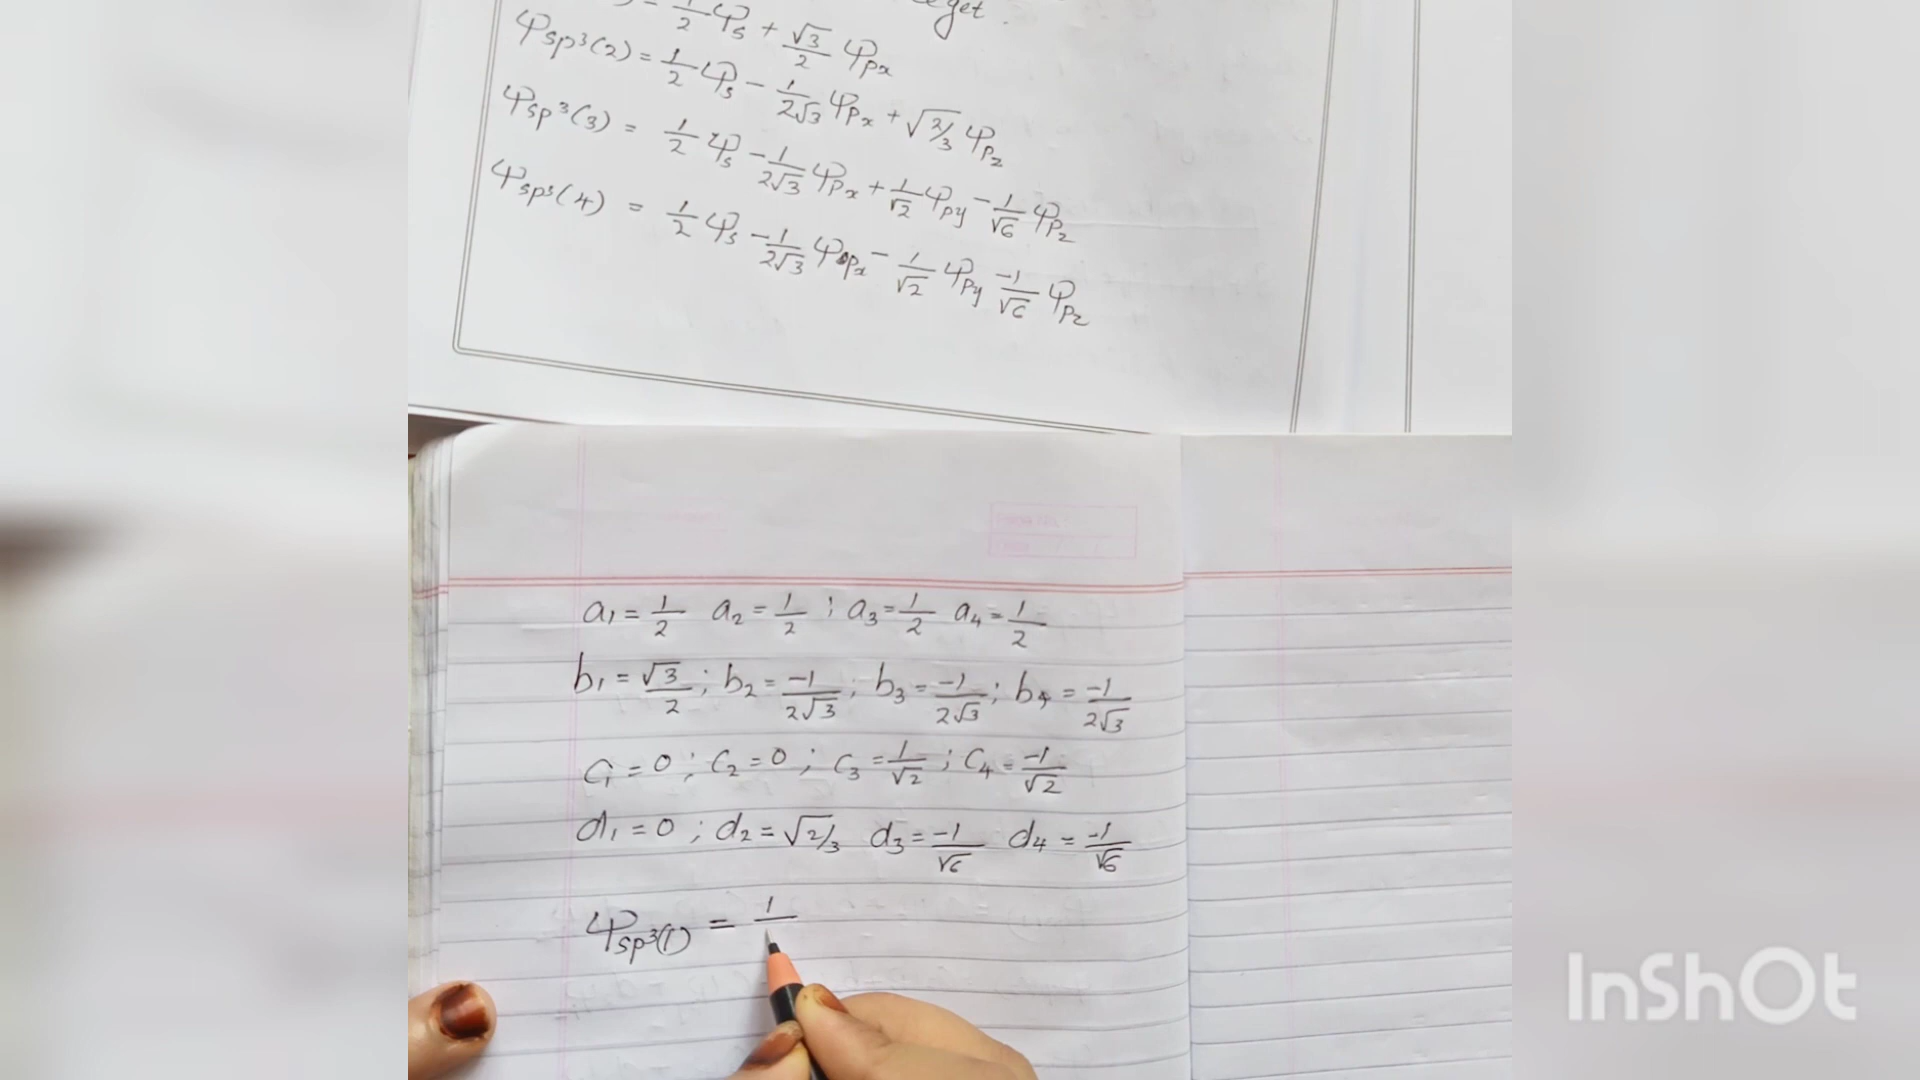 get.
1/2 ψs + √3/2 ψpx
ψsp³(2) = 1/2 ψs - 1/2√3 ψpx + √2/3 ψpz
ψsp³(3) = 1/2 ψs - 1/2√3 ψpx + 1/√2 ψpy - 1/√6 ψpz
ψsp³(4) = 1/2 ψs - 1/2√3 ψpx - 1/√2 ψpy -1/√6 ψpz
a₁ = 1/2 a₂ = 1/2 ; a₃ = 1/2 a₄ = 1/2
b₁ = √3/2 ; b₂ = -1/2√3 ; b₃ = -1/2√3 ; b₄ = -1/2√3
c₁ = 0 ; c₂ = 0 ; c₃ = 1/√2 ; c₄ = -1/√2
d₁ = 0 ; d₂ = √2/3 d₃ = -1/√6 d₄ = -1/√6
ψsp³(1) = 1/
InShOt